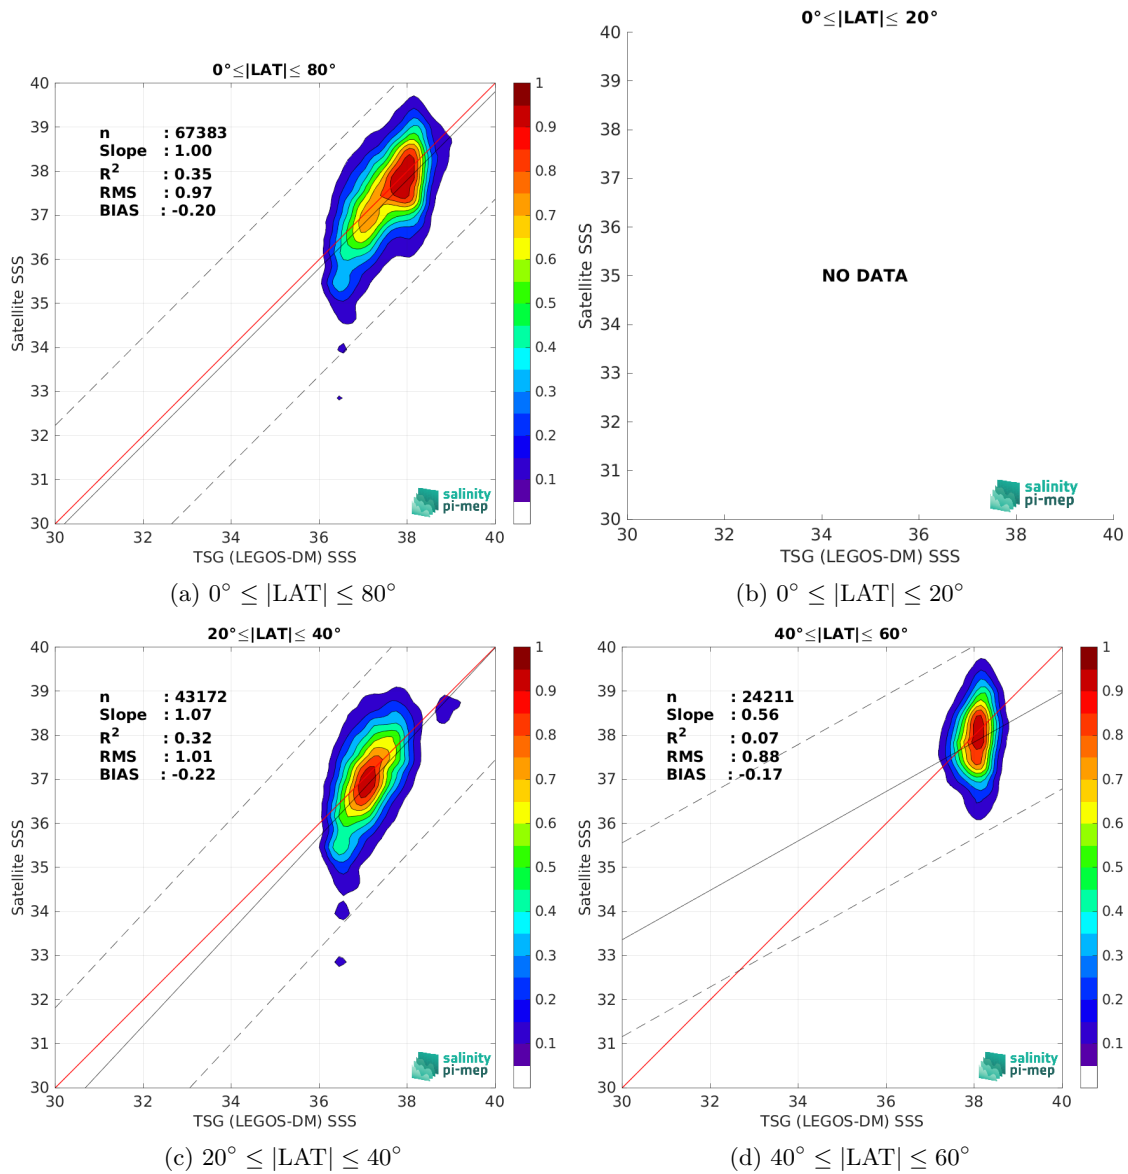 0°≤|LAT|≤ 80°
40
39
38
37
36
35
34
33
32
31
30
Satellite SSS
n : 67383
Slope : 1.00
R² : 0.35
RMS : 0.97
BIAS : -0.20
salinity
pi-mep
30 32 34 36 38 40
TSG (LEGOS-DM) SSS
1
0.9
0.8
0.7
0.6
0.5
0.4
0.3
0.2
0.1
(a) 0° ≤ |LAT| ≤ 80°
0°≤|LAT|≤ 20°
40
39
38
37
36
35
34
33
32
31
30
Satellite SSS
NO DATA
salinity
pi-mep
30 32 34 36 38 40
TSG (LEGOS-DM) SSS
(b) 0° ≤ |LAT| ≤ 20°
20°≤|LAT|≤ 40°
40
39
38
37
36
35
34
33
32
31
30
Satellite SSS
n : 43172
Slope : 1.07
R² : 0.32
RMS : 1.01
BIAS : -0.22
salinity
pi-mep
30 32 34 36 38 40
TSG (LEGOS-DM) SSS
1
0.9
0.8
0.7
0.6
0.5
0.4
0.3
0.2
0.1
(c) 20° ≤ |LAT| ≤ 40°
40°≤|LAT|≤ 60°
40
39
38
37
36
35
34
33
32
31
30
Satellite SSS
n : 24211
Slope : 0.56
R² : 0.07
RMS : 0.88
BIAS : -0.17
salinity
pi-mep
30 32 34 36 38 40
TSG (LEGOS-DM) SSS
1
0.9
0.8
0.7
0.6
0.5
0.4
0.3
0.2
0.1
(d) 40° ≤ |LAT| ≤ 60°